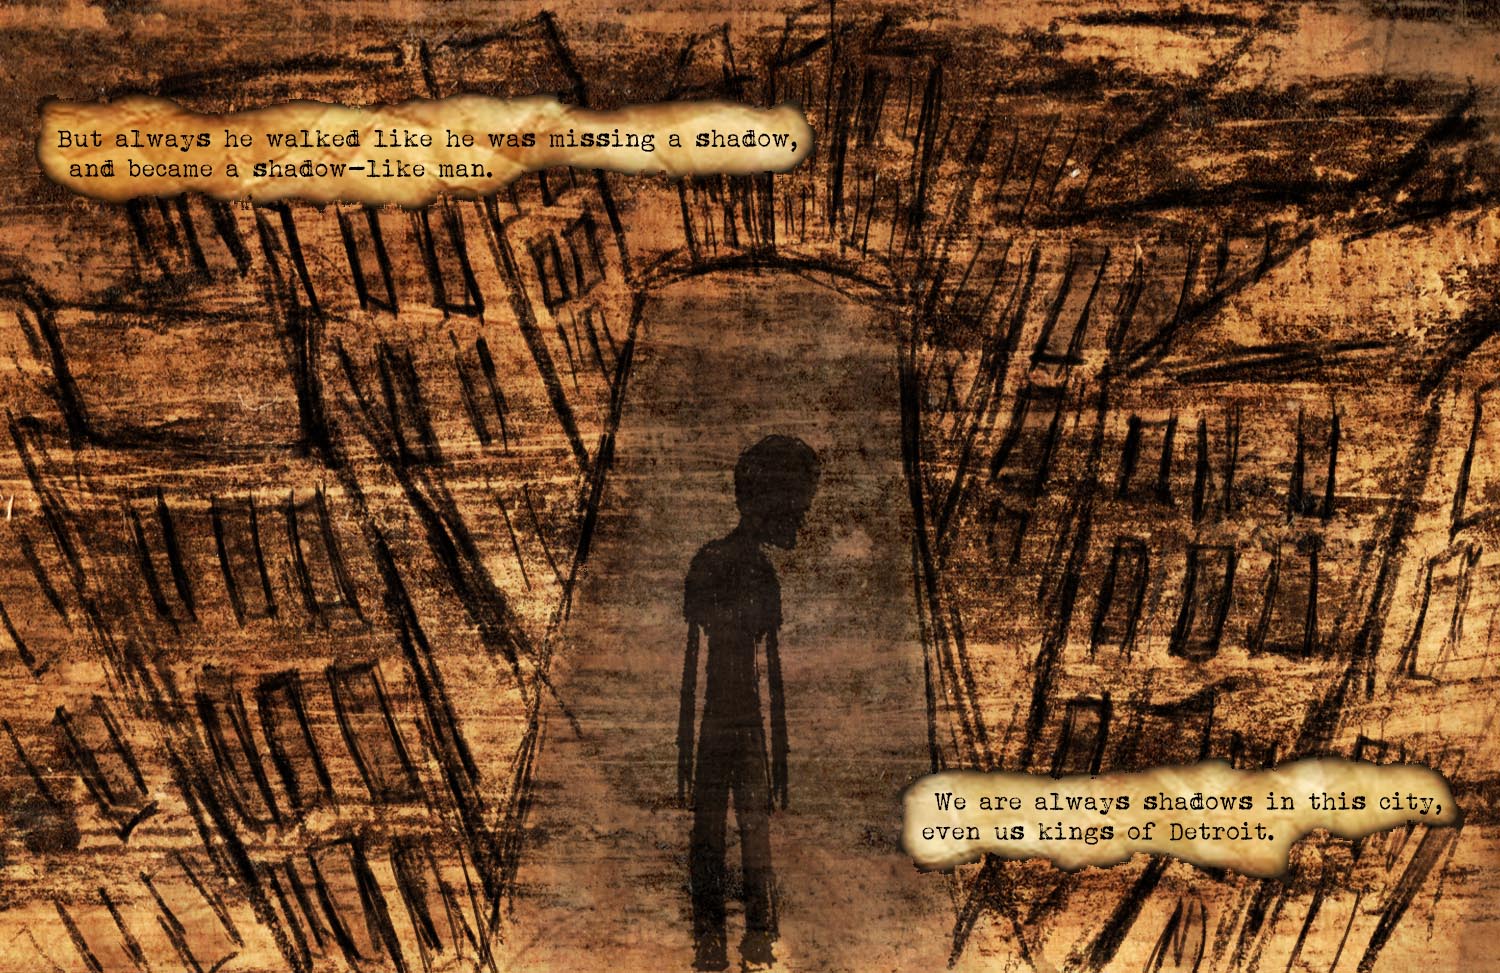 But always he walked like he was missing a shadow,
and became a shadow-like man.
We are always shadows in this city,
even us kings of Detroit.